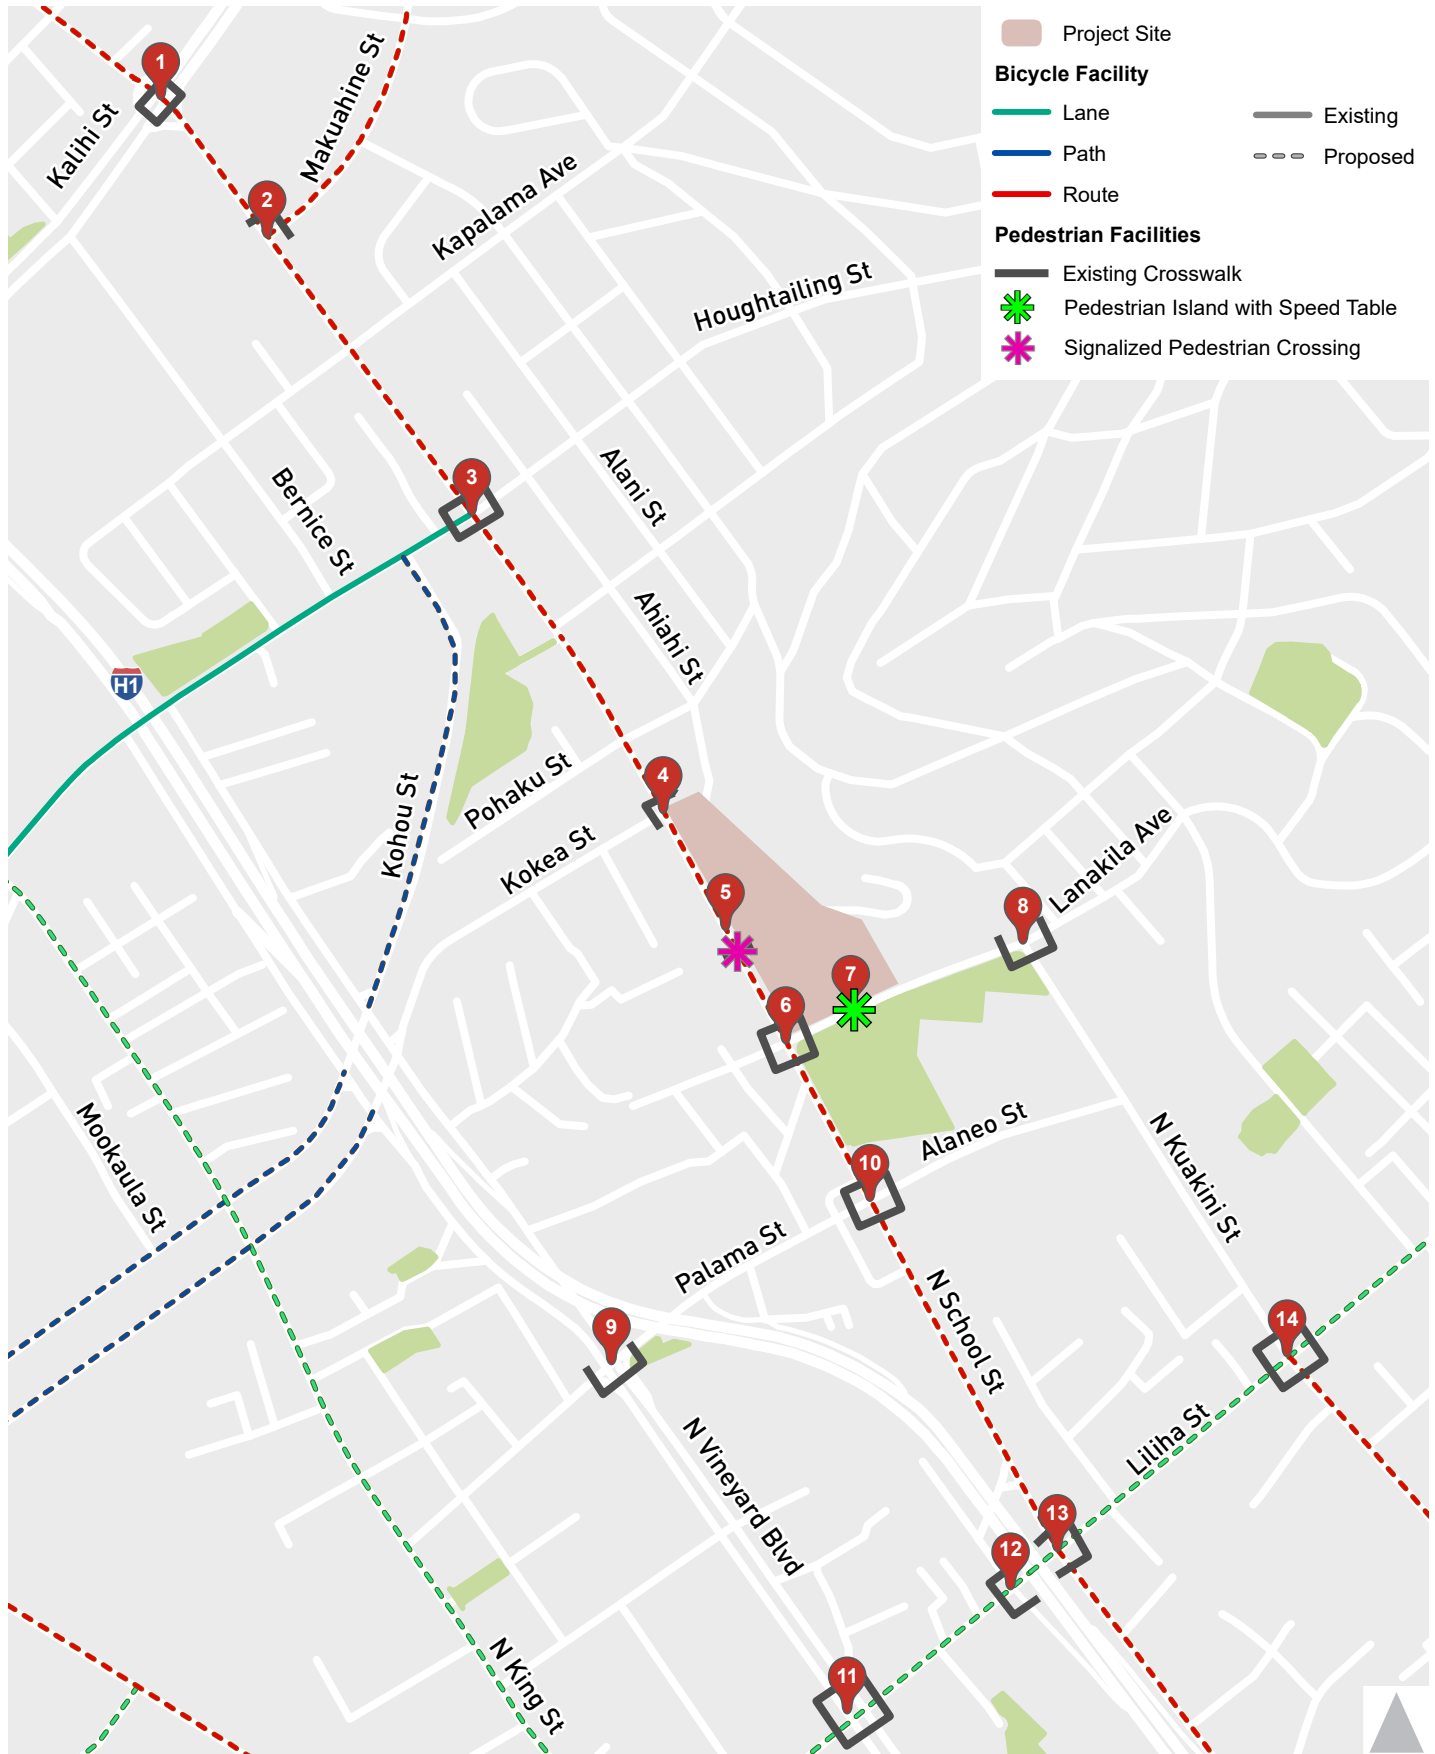 Project Site
Bicycle Facility
Lane
Existing
Path
Proposed
Route
Pedestrian Facilities
Existing Crosswalk
Pedestrian Island with Speed Table
Signalized Pedestrian Crossing
1
Kalihi St
Makuahine St
2
Kapalama Ave
Houghtailing St
3
Bernice St
Alani St
Ahiahi St
H1
Pohaku St
4
Kohou St
Kokea St
5
Lanakila Ave
8
7
6
Mookaula St
Alaneo St
N Kuakini St
10
Palama St
N School St
9
14
Liliha St
N Vineyard Blvd
13
12
N King St
11